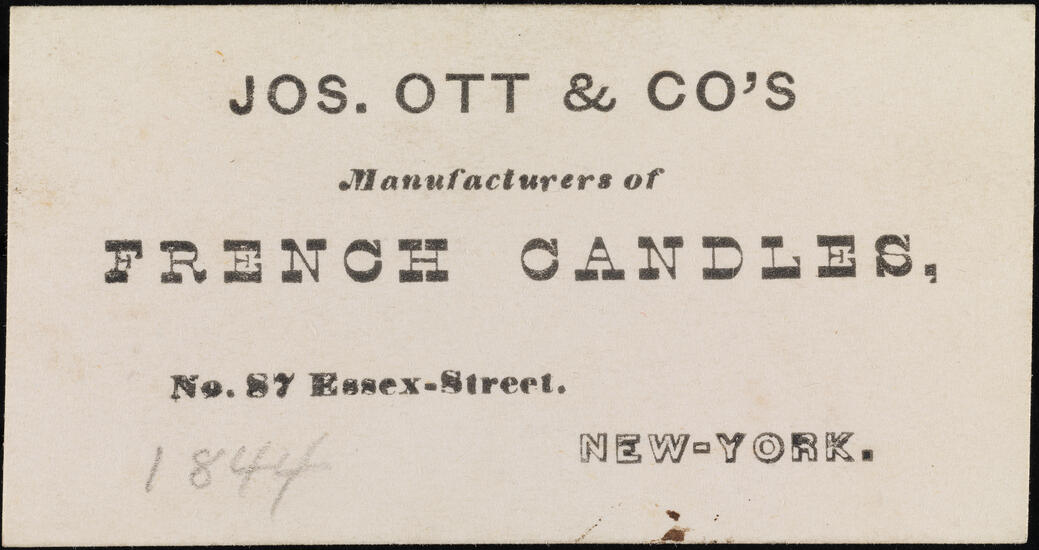 JOS. OTT & CO'S
Manufacturers of
FRENCH CANDLES,
No. 87 Essex-Street.
NEW-YORK.
1844